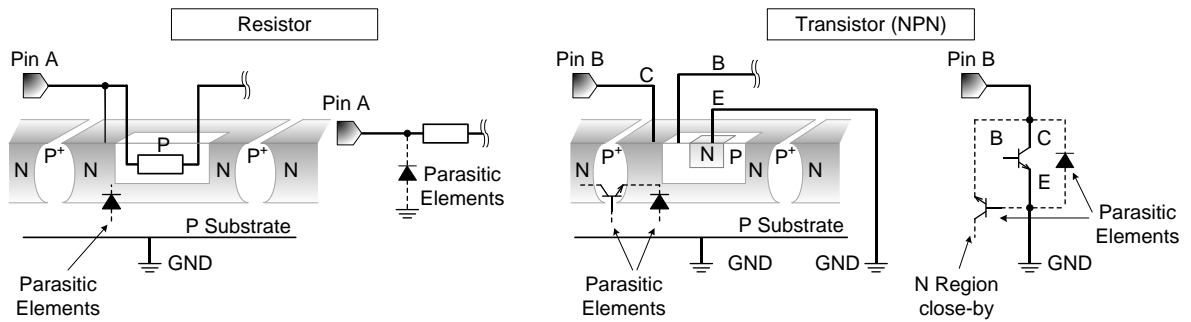 Resistor
Pin A
N
P+
N
P
N
P+
N
P Substrate
GND
Parasitic
Elements
Pin A
Parasitic
Elements
Transistor (NPN)
Pin B
C
B
E
N
P+
N
N
P
N
P+
N
P Substrate
GND
GND
Parasitic
Elements
Pin B
B
C
E
Parasitic
Elements
GND
N Region
close-by